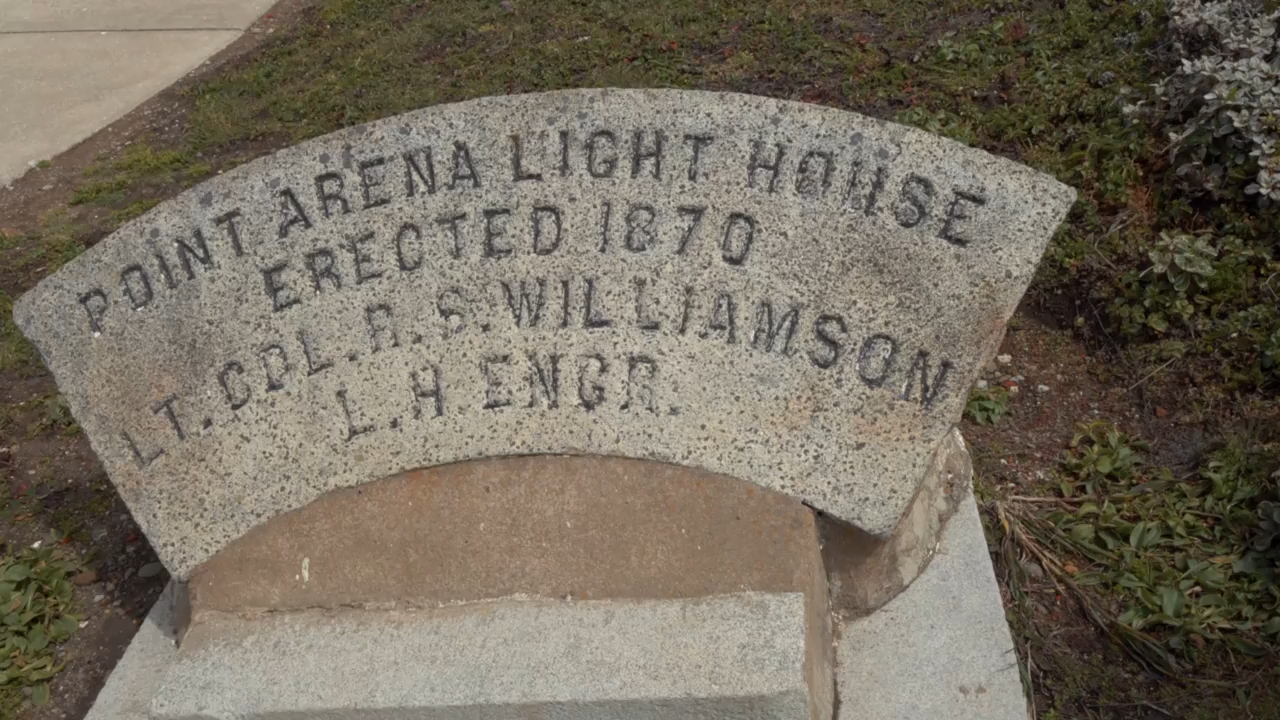 POINT ARENA LIGHT HOUSE
ERECTED 1870
LT. COL. R. S. WILLIAMSON
L. H ENGR.